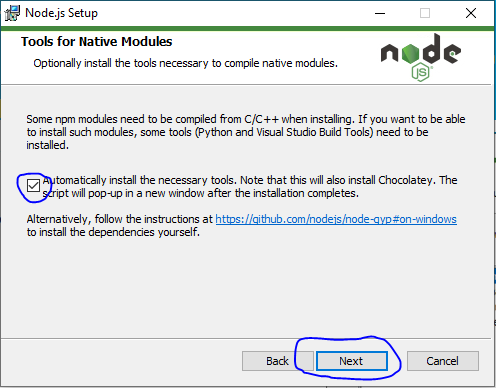 Node.js Setup
Tools for Native Modules
Optionally install the tools necessary to compile native modules.
node
JS
Some npm modules need to be compiled from C/C++ when installing. If you want to be able
to install such modules, some tools (Python and Visual Studio Build Tools) need to be
installed.
Automatically install the necessary tools. Note that this will also install Chocolatey. The
script will pop-up in a new window after the installation completes.
Alternatively, follow the instructions at https://github.com/nodejs/node-gyp#on-windows
to install the dependencies yourself.
Back Next Cancel